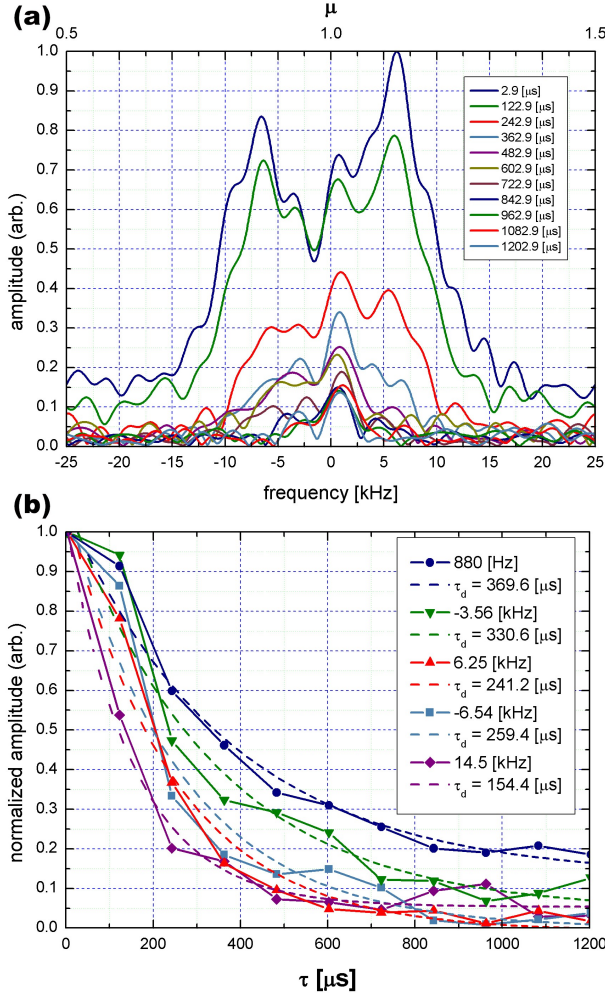 (a)
μ
0.5 1.0 1.5
1.0
0.9
0.8
0.7
0.6
0.5
0.4
0.3
0.2
0.1
0.0
amplitude (arb.)
2.9 [μs]
122.9 [μs]
242.9 [μs]
362.9 [μs]
482.9 [μs]
602.9 [μs]
722.9 [μs]
842.9 [μs]
962.9 [μs]
1082.9 [μs]
1202.9 [μs]
-25 -20 -15 -10 -5 0 5 10 15 20 25
frequency [kHz]
(b)
1.0
0.9
0.8
0.7
0.6
0.5
0.4
0.3
0.2
0.1
0.0
normalized amplitude (arb.)
880 [Hz]
τd = 369.6 [μs]
-3.56 [kHz]
τd = 330.6 [μs]
6.25 [kHz]
τd = 241.2 [μs]
-6.54 [kHz]
τd = 259.4 [μs]
14.5 [kHz]
τd = 154.4 [μs]
0 200 400 600 800 1000 1200
τ [μs]